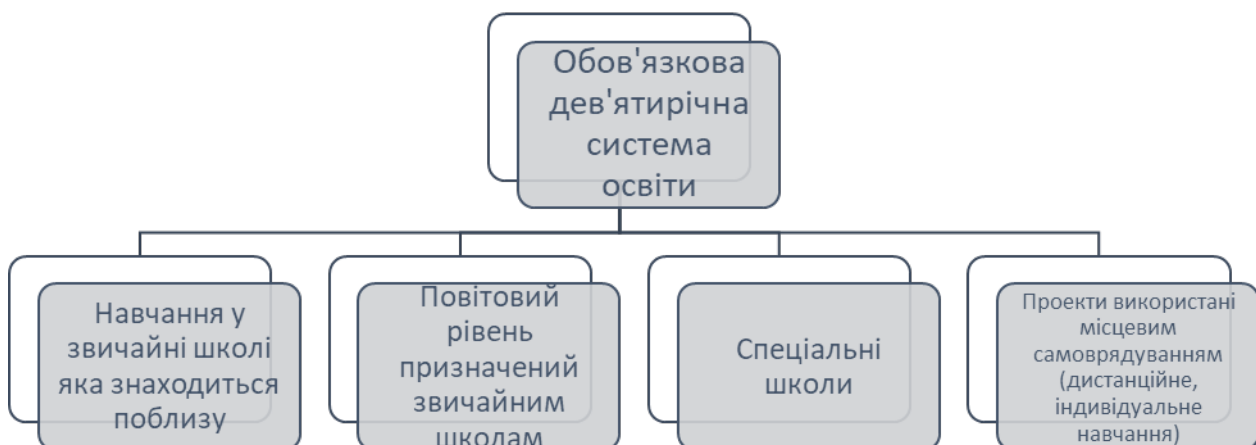 Обов'язкова
дев'ятирічна
система
освіти
Навчання у
звичайні школі
яка знаходиться
поблизу
Повітовий
рівень
призначений
звичайним
школам
Спеціальні
школи
Проекти використані
місцевим
самоврядуванням
(дистанційне,
індивідуальне
навчання)